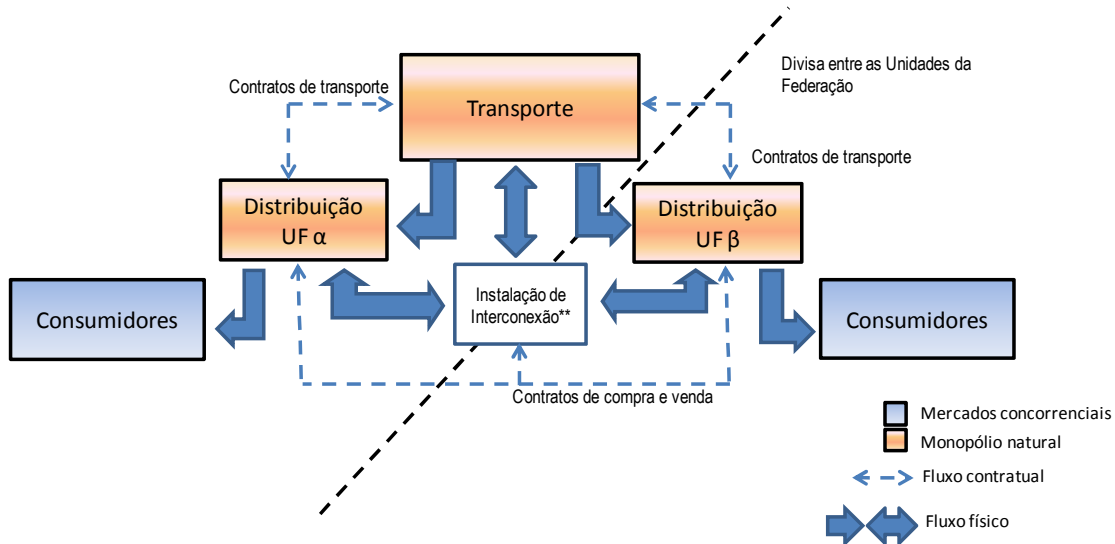 Divisa entre as Unidades da
Federação
Contratos de transporte
Transporte
Contratos de transporte
Distribuição
UF α
Distribuição
UF β
Consumidores
Instalação de
Interconexão**
Consumidores
Contratos de compra e venda
Mercados concorrenciais
Monopólio natural
Fluxo contratual
Fluxo físico